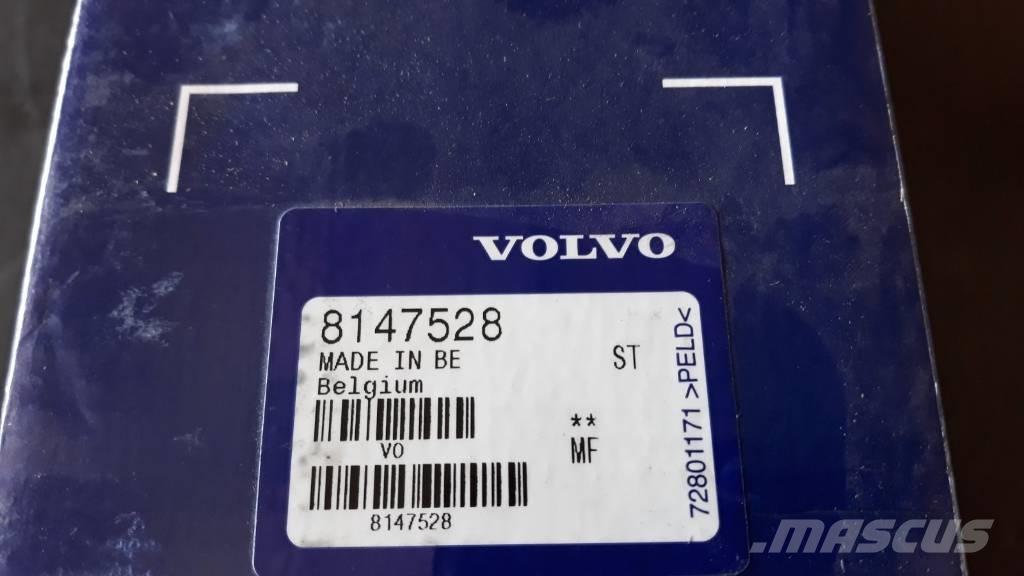 VOLVO
8147528
MADE IN BE
ST
Belgium
**
VO
MF
8147528
72801171 >PELD<
MASCUS